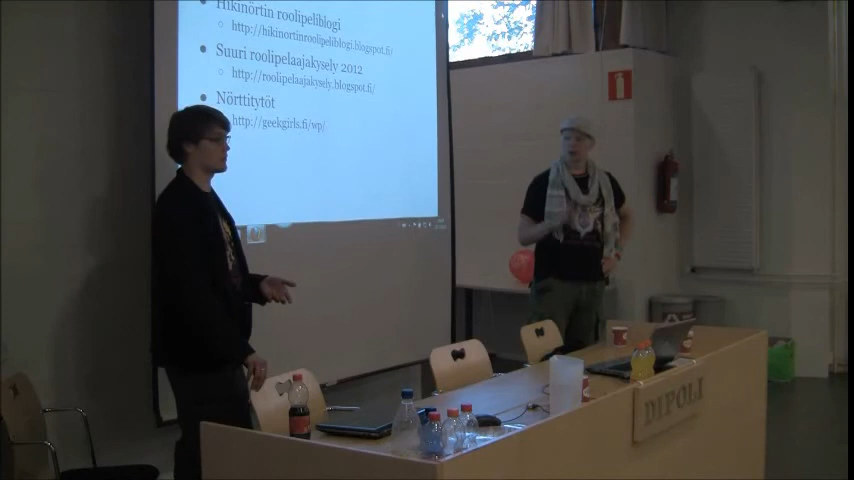 Hikinörtin roolipeliblogi
http://hikinortinroolipeliblogi.blogspot.fi/
Suuri roolipelaajakysely 2012
http://roolipelaajakysely.blogspot.fi/
Nörttitytöt
http://geekgirls.fi/wp/
DIPOLI